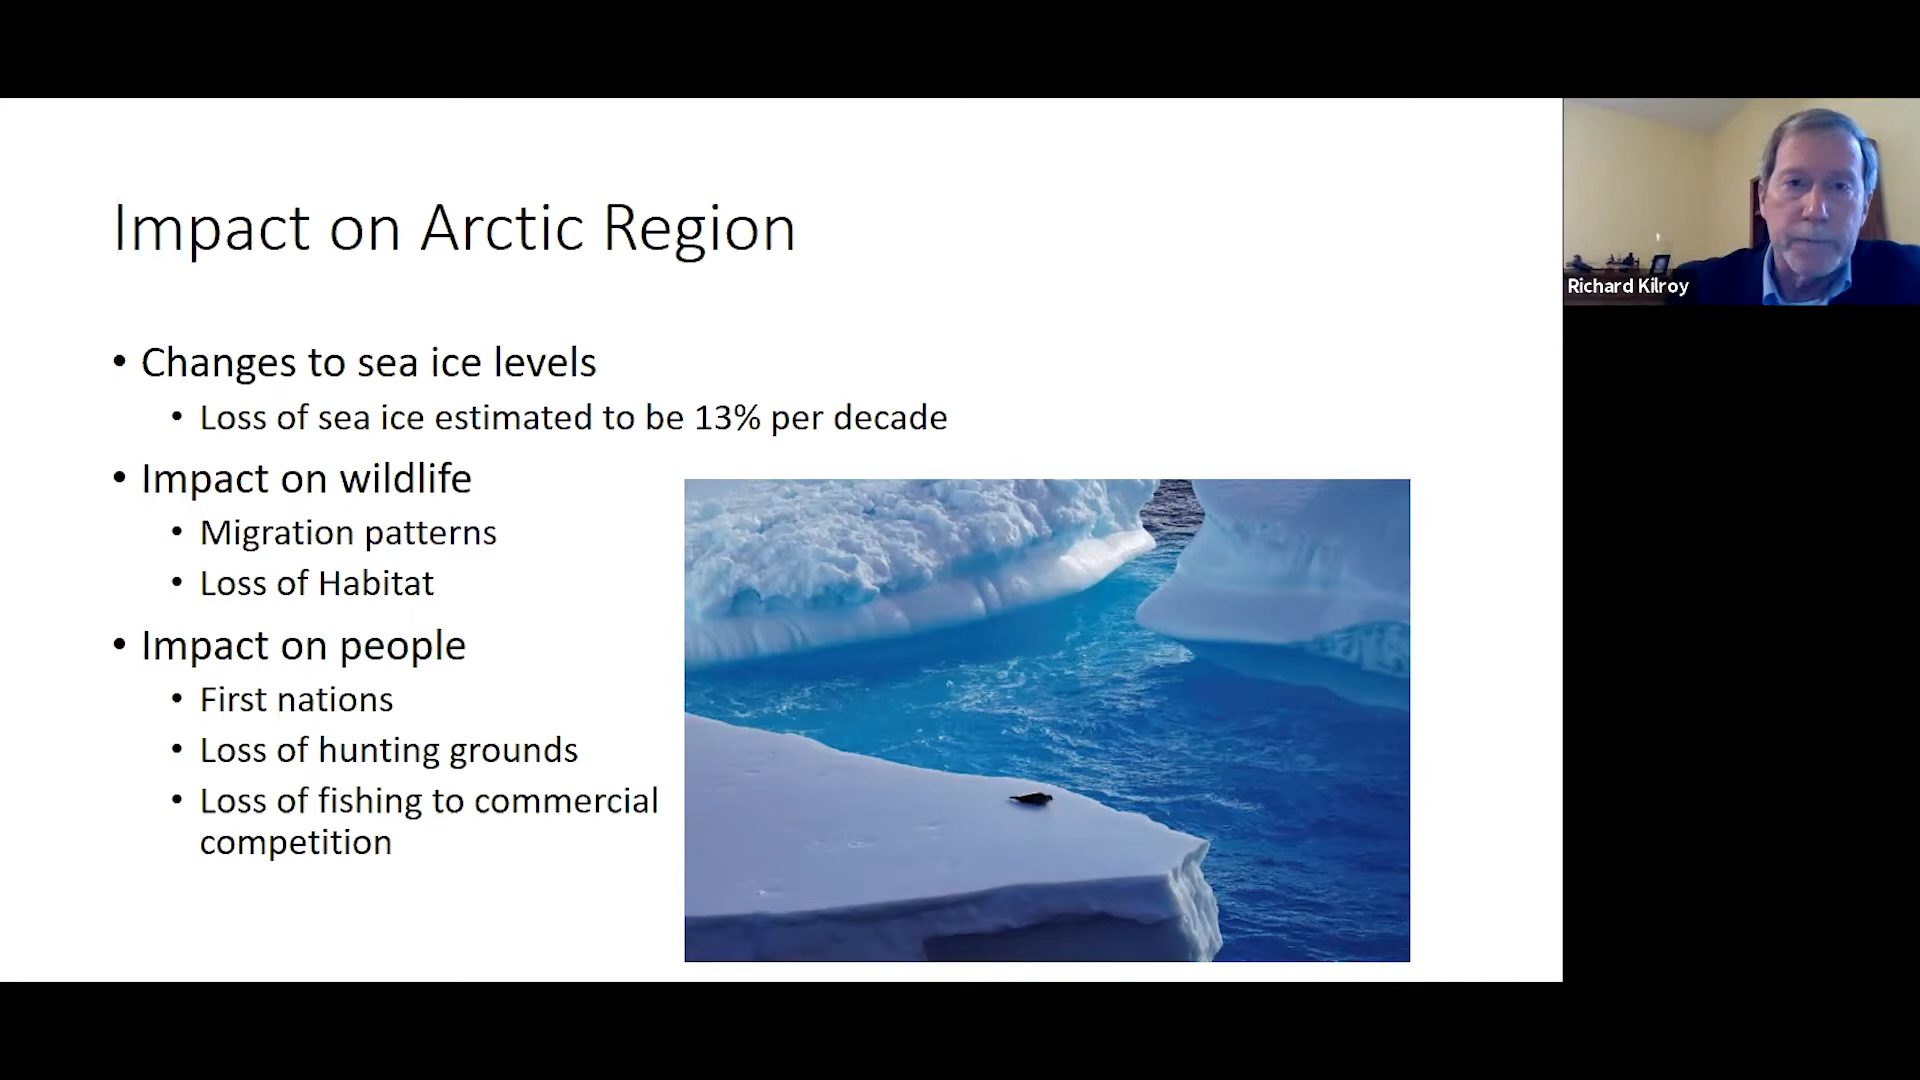 Impact on Arctic Region
• Changes to sea ice levels
• Loss of sea ice estimated to be 13% per decade
• Impact on wildlife
• Migration patterns
• Loss of Habitat
• Impact on people
• First nations
• Loss of hunting grounds
• Loss of fishing to commercial
competition
Richard Kilroy